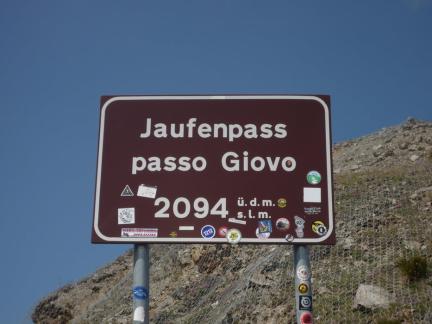 Jaufenpass
passo Giovo
2094 ü.d.m.
s.l.m.